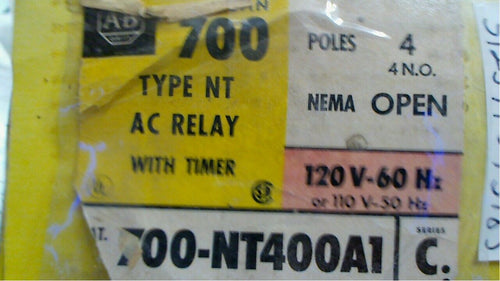 AB
700
TYPE NT
AC RELAY
WITH TIMER
POLES 4
4 N.O.
NEMA OPEN
120 V-60 Hz
or 110 V-50 Hz
700-NT400A1
SERIES
C.